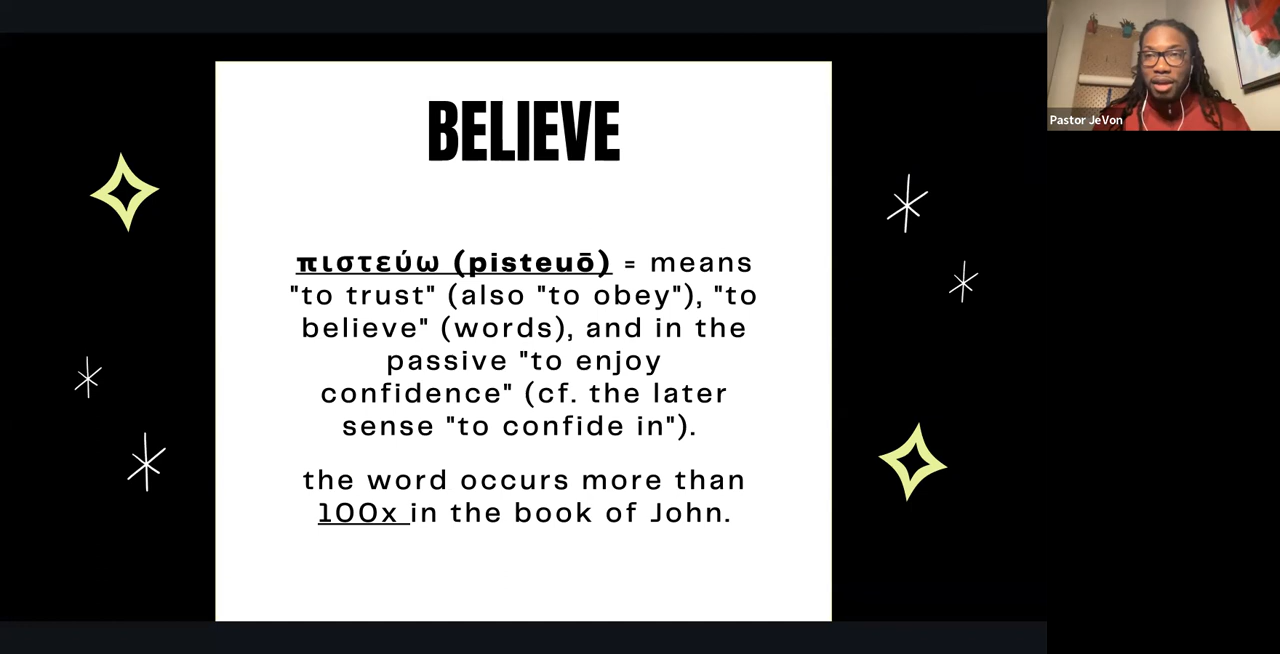 BELIEVE
πιστεύω (pisteuō) = means
"to trust" (also "to obey"), "to
believe" (words), and in the
passive "to enjoy
confidence" (cf. the later
sense "to confide in").
the word occurs more than
100x in the book of John.
Pastor JeVon